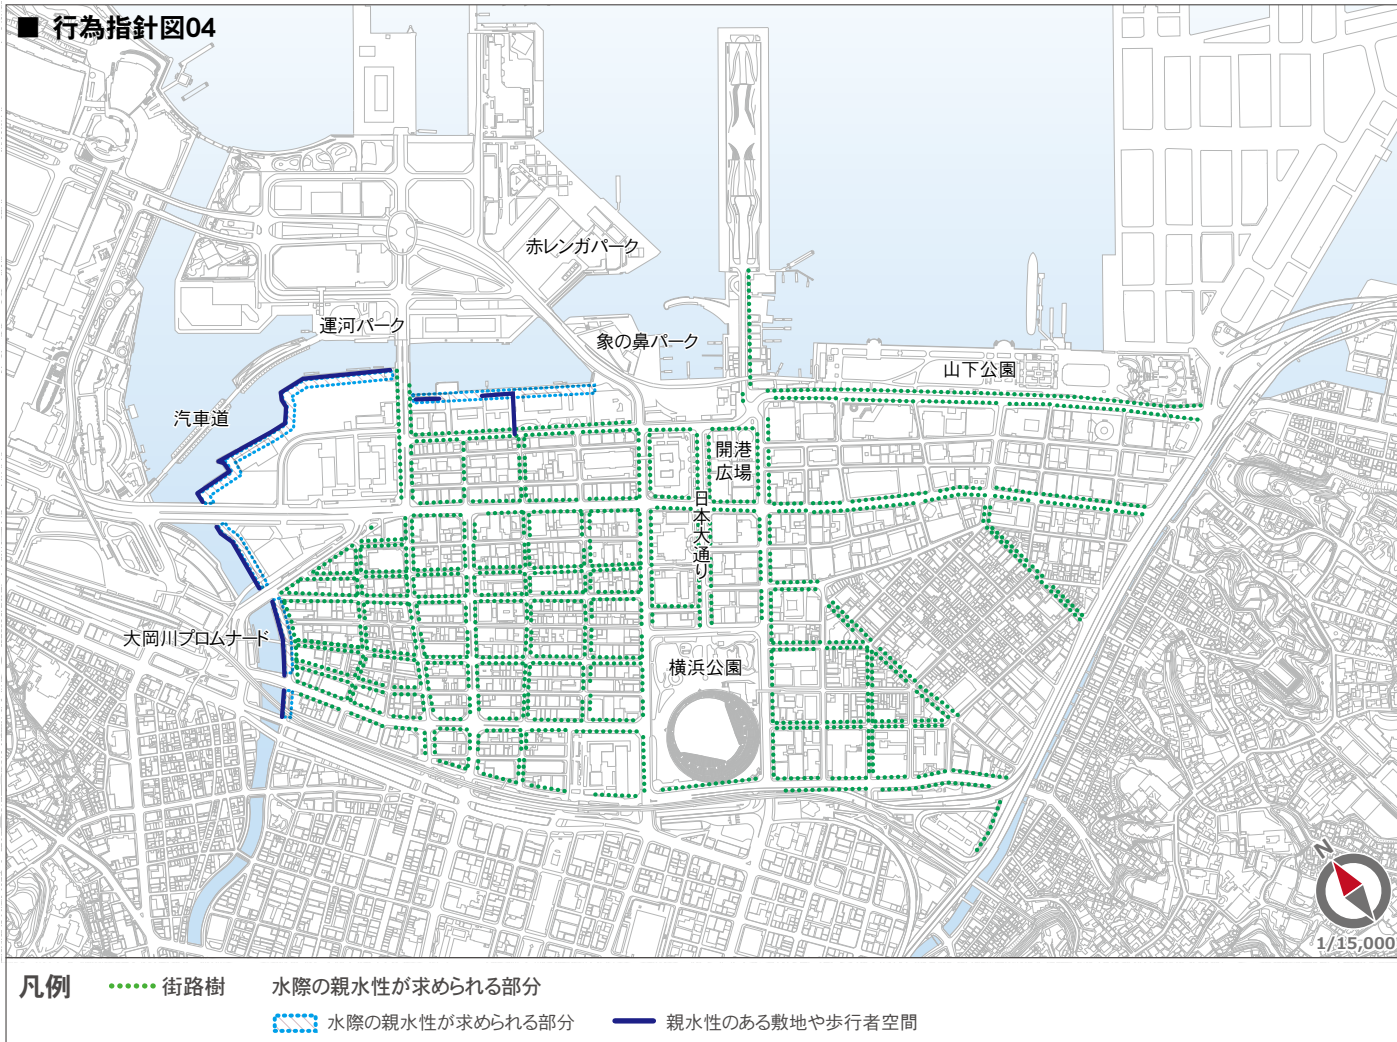 ■ 行為指針図04
赤レンガパーク
運河パーク
象の鼻パーク
山下公園
汽車道
開港
広場
日本大通り
大岡川プロムナード
横浜公園
N
1/15,000
凡例
街路樹
水際の親水性が求められる部分
水際の親水性が求められる部分
親水性のある敷地や歩行者空間